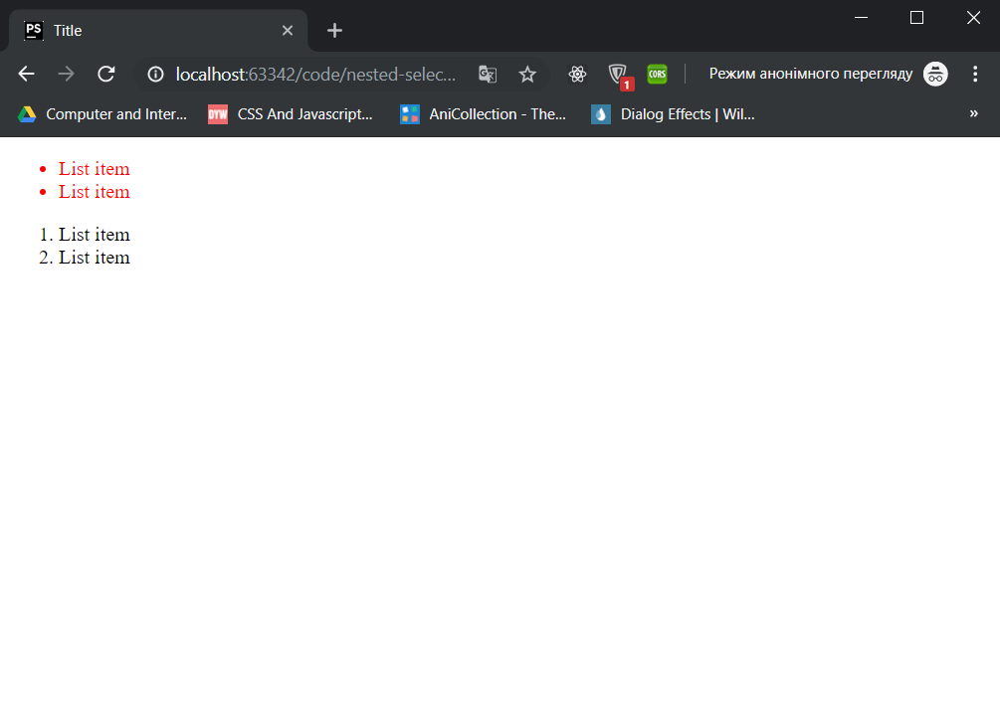 PS Title
localhost:63342/code/nested-selec... 1 CORS Режим анонімного перегляду
Computer and Inter... DYW CSS And Javascript... AniCollection - The... Dialog Effects | Wil... »
• List item
• List item
1. List item
2. List item